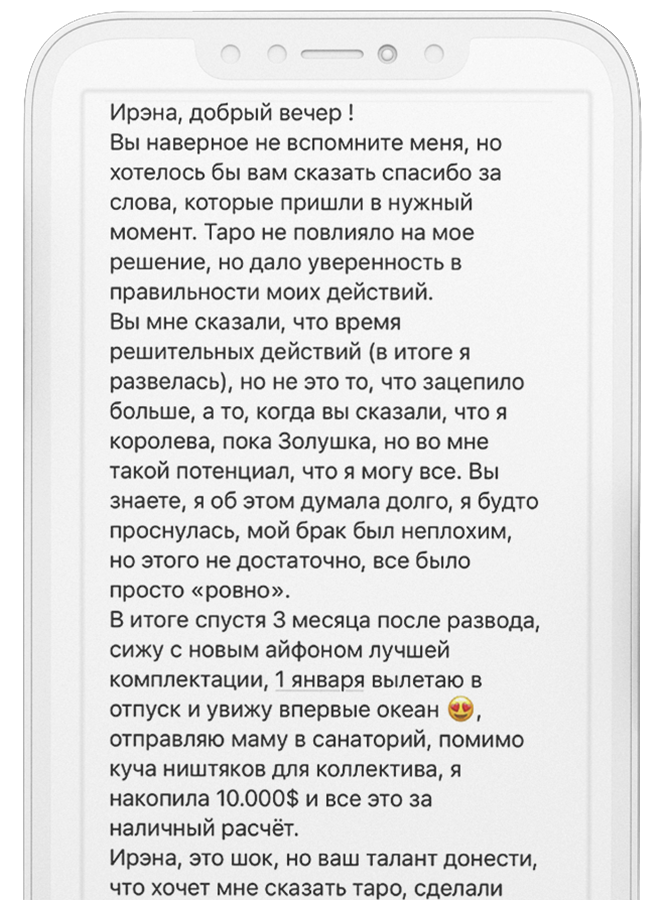 Ирэна, добрый вечер !
Вы наверное не вспомните меня, но
хотелось бы вам сказать спасибо за
слова, которые пришли в нужный
момент. Таро не повлияло на мое
решение, но дало уверенность в
правильности моих действий.
Вы мне сказали, что время
решительных действий (в итоге я
развелась), но не это то, что зацепило
больше, а то, когда вы сказали, что я
королева, пока Золушка, но во мне
такой потенциал, что я могу все. Вы
знаете, я об этом думала долго, я будто
проснулась, мой брак был неплохим,
но этого не достаточно, все было
просто «ровно».
В итоге спустя 3 месяца после развода,
сижу с новым айфоном лучшей
комплектации, 1 января вылетаю в
отпуск и увижу впервые океан 😍,
отправляю маму в санаторий, помимо
куча ништяков для коллектива, я
накопила 10.000$ и все это за
наличный расчёт.
Ирэна, это шок, но ваш талант донести,
что хочет мне сказать таро, сделали